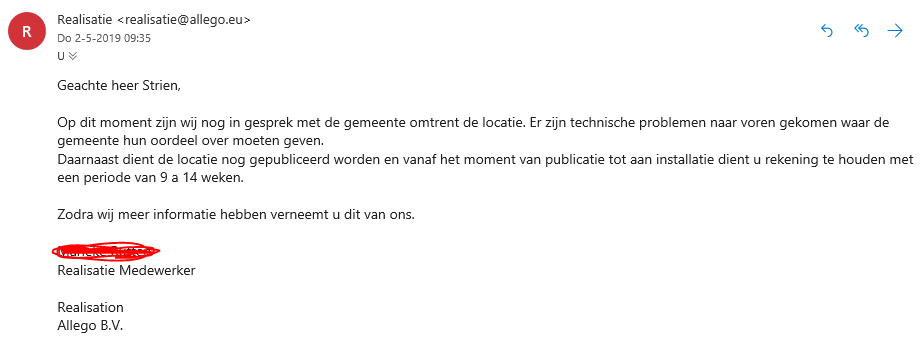 R
Realisatie <realisatie@allego.eu>
Do 2-5-2019 09:35
U
Geachte heer Strien,
Op dit moment zijn wij nog in gesprek met de gemeente omtrent de locatie. Er zijn technische problemen naar voren gekomen waar de
gemeente hun oordeel over moeten geven.
Daarnaast dient de locatie nog gepubliceerd worden en vanaf het moment van publicatie tot aan installatie dient u rekening te houden met
een periode van 9 a 14 weken.
Zodra wij meer informatie hebben verneemt u dit van ons.
Realisatie Medewerker
Realisation
Allego B.V.